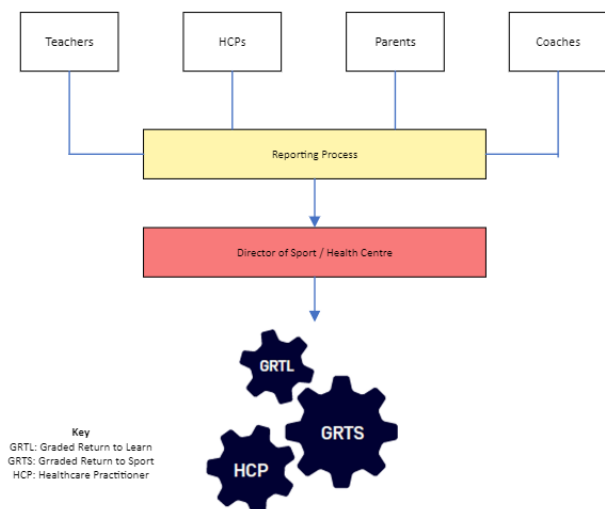 Teachers
HCPs
Parents
Coaches
Reporting Process
Director of Sport / Health Centre
GRTL
GRTS
HCP
Key
GRTL: Graded Return to Learn
GRTS: Grraded Return to Sport
HCP: Healthcare Practitioner